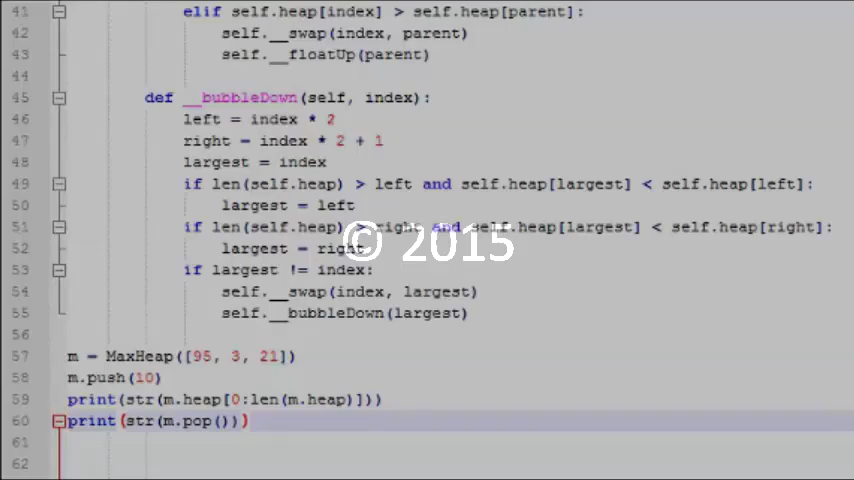 41 elif self.heap[index] > self.heap[parent]:
42 self.__swap(index, parent)
43 self.__floatUp(parent)
44
45 def __bubbleDown(self, index):
46 left = index * 2
47 right = index * 2 + 1
48 largest = index
49 if len(self.heap) > left and self.heap[largest] < self.heap[left]:
50 largest = left
51 if len(self.heap) > right and self.heap[largest] < self.heap[right]:
52 largest = right
© 2015
53 if largest != index:
54 self.__swap(index, largest)
55 self.__bubbleDown(largest)
56
57 m = MaxHeap([95, 3, 21])
58 m.push(10)
59 print(str(m.heap[0:len(m.heap)]))
60 print(str(m.pop()))
61
62